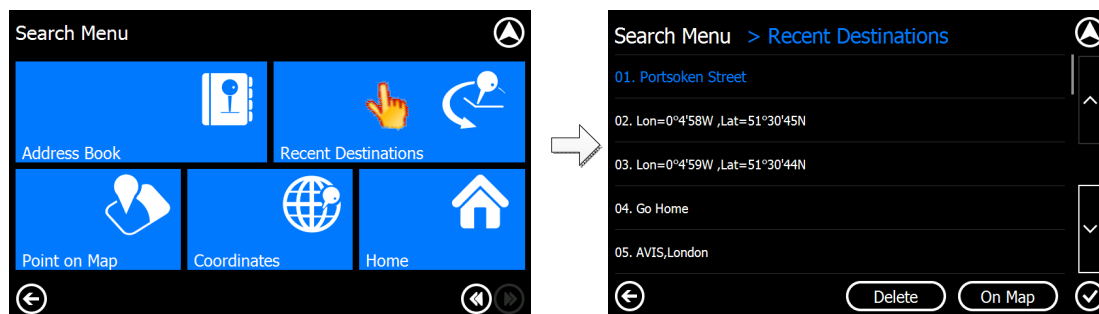 Search Menu
Address Book
Recent Destinations
Point on Map
Coordinates
Home
Search Menu > Recent Destinations
01. Portsoken Street
02. Lon=0°4'58W ,Lat=51°30'45N
03. Lon=0°4'59W ,Lat=51°30'44N
04. Go Home
05. AVIS,London
Delete
On Map